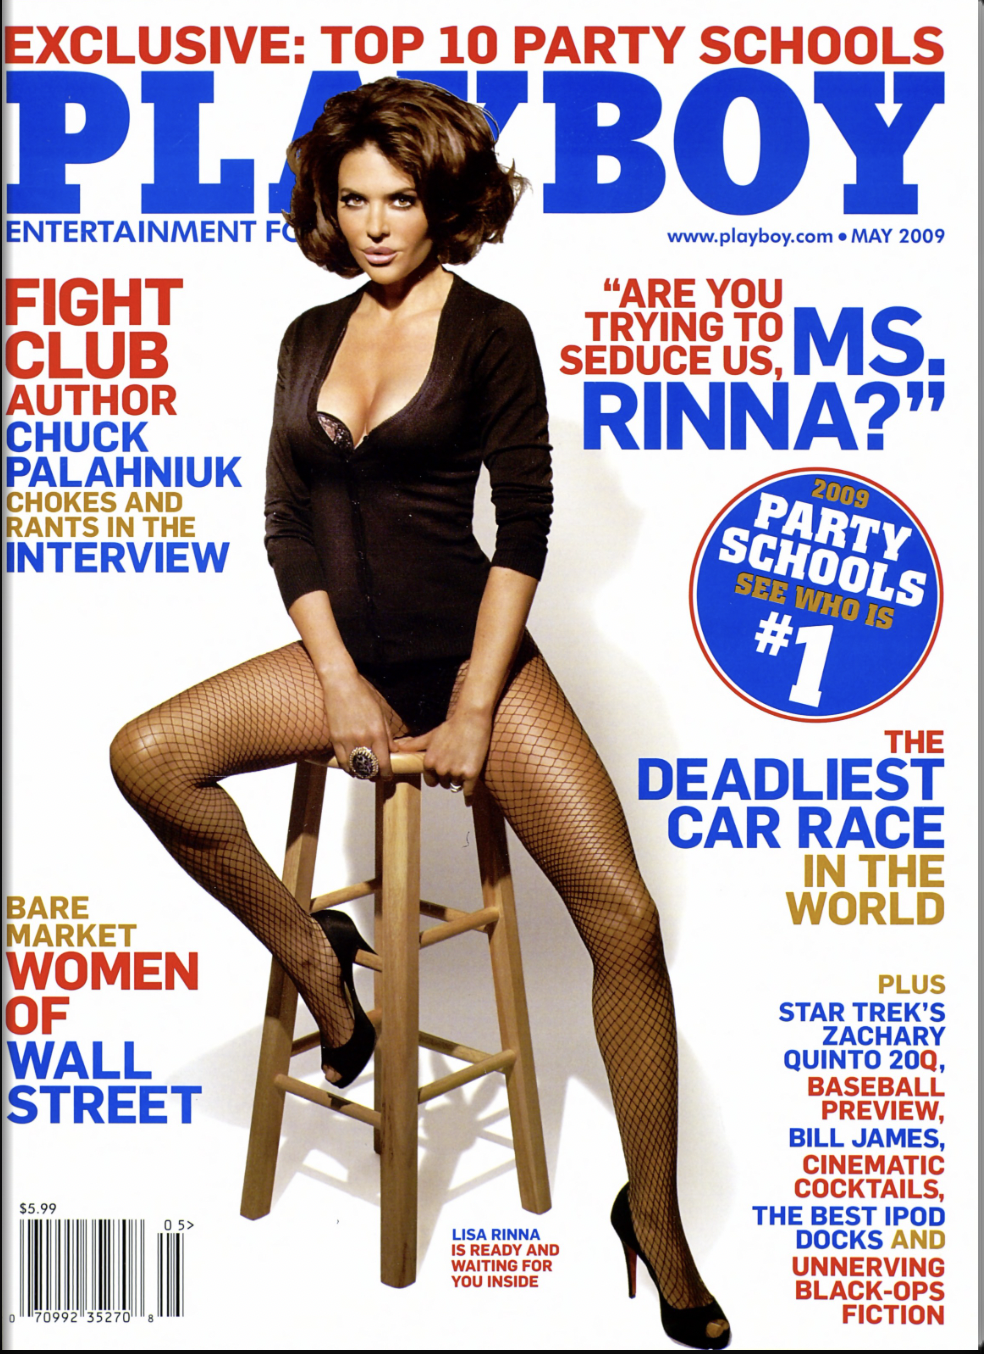 EXCLUSIVE: TOP 10 PARTY SCHOOLS
PLAYBOY
ENTERTAINMENT FO
www.playboy.com • MAY 2009
FIGHT
CLUB
AUTHOR
CHUCK
PALAHNIUK
CHOKES AND
RANTS IN THE
INTERVIEW
“ARE YOU
TRYING TO
SEDUCE US,
MS.
RINNA?”
2009
PARTY
SCHOOLS
SEE WHO IS
#1
THE
DEADLIEST
CAR RACE
IN THE
WORLD
BARE
MARKET
WOMEN
OF
WALL
STREET
PLUS
STAR TREK’S
ZACHARY
QUINTO 20Q,
BASEBALL
PREVIEW,
BILL JAMES,
CINEMATIC
COCKTAILS,
THE BEST IPOD
DOCKS AND
UNNERVING
BLACK-OPS
FICTION
LISA RINNA
IS READY AND
WAITING FOR
YOU INSIDE
$5.99
0 5>
0 70992 35270 8